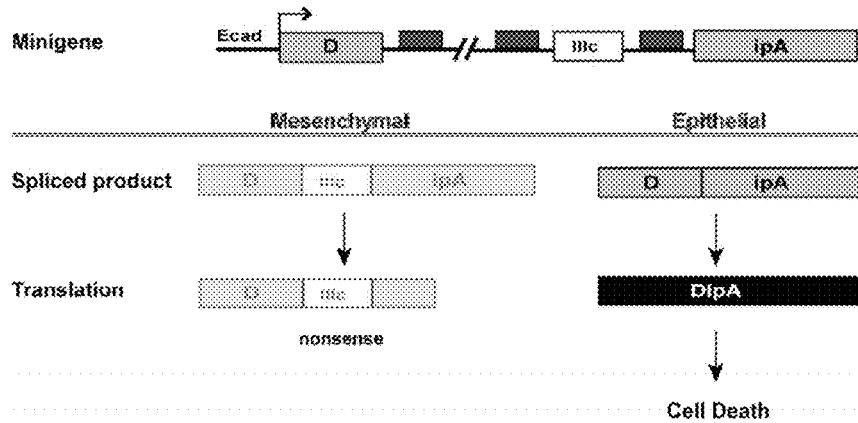 Minigene Ecad D IIIc ipA
Mesenchymal Epithelial
Spliced product D IIIc ipA D ipA
Translation D IIIc DipA
nonsense
Cell Death